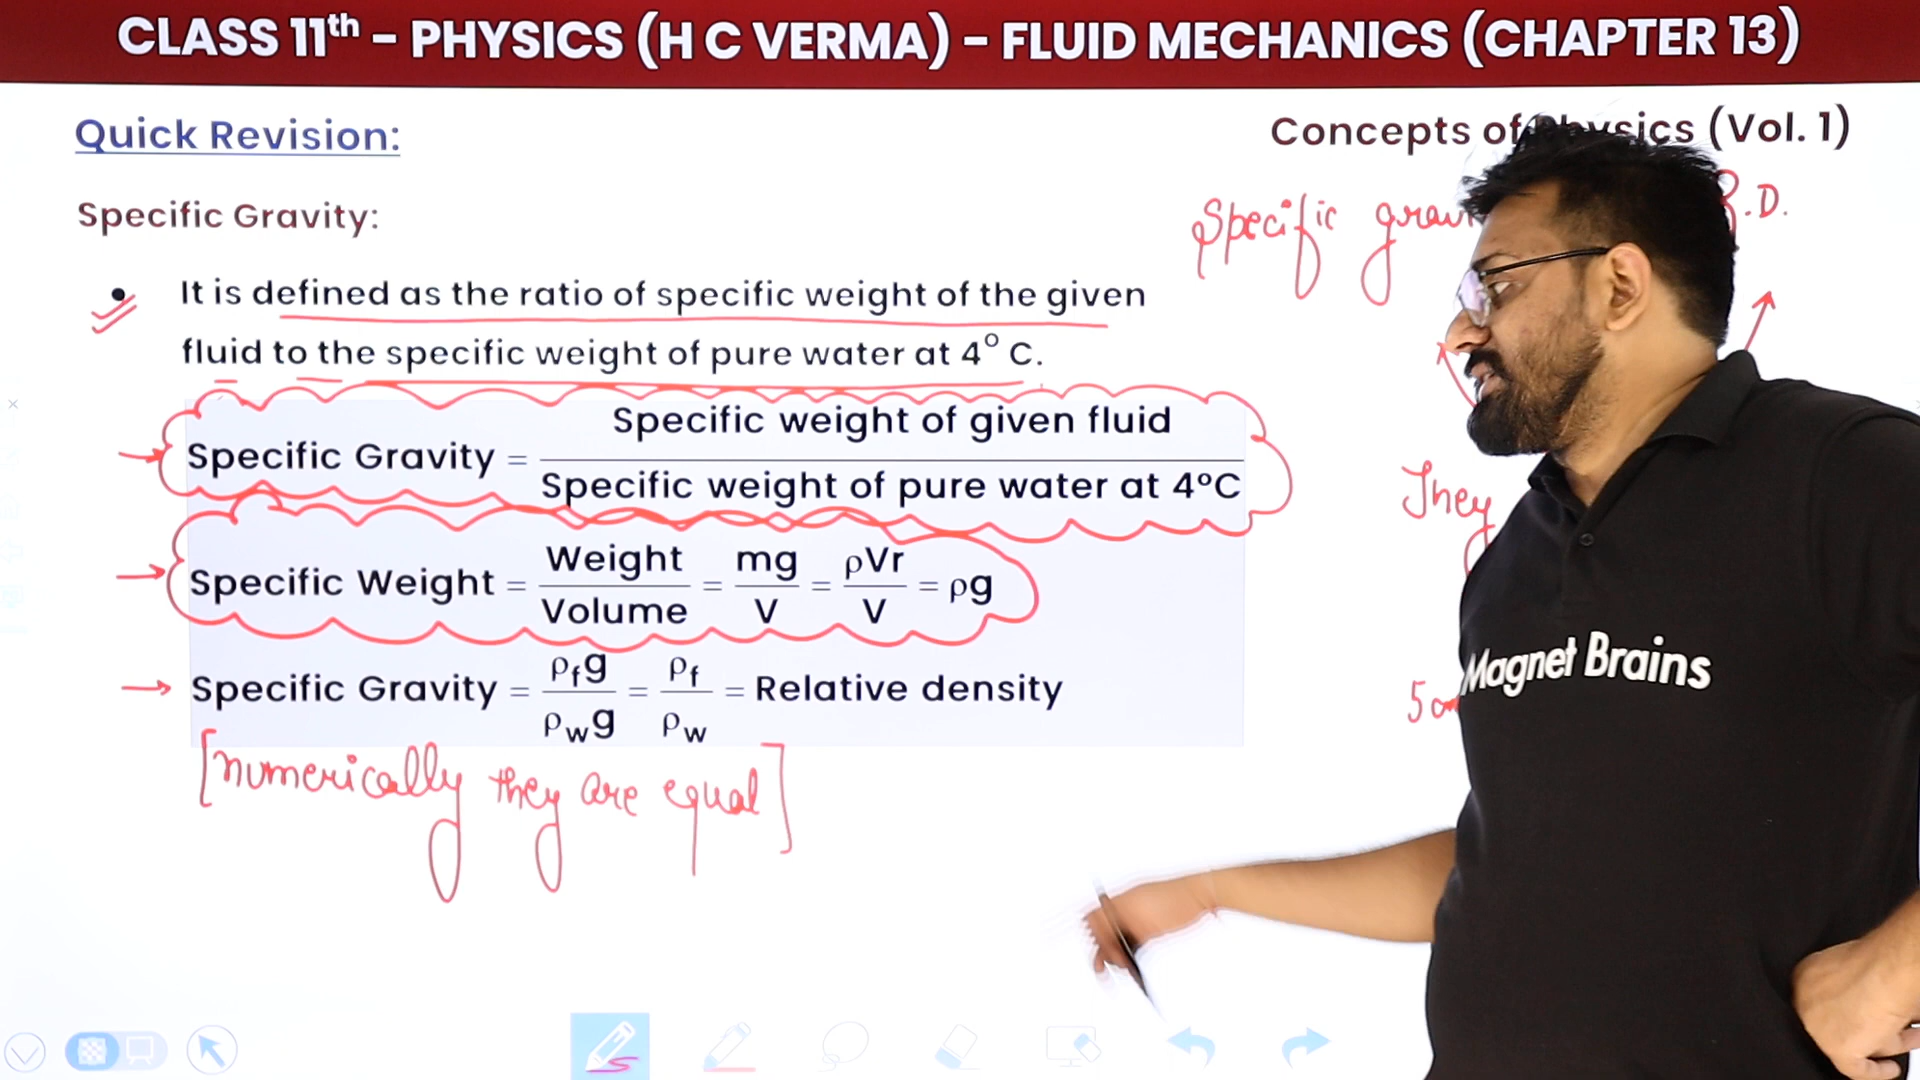 CLASS 11th – PHYSICS (H C VERMA) – FLUID MECHANICS (CHAPTER 13)
Quick Revision:
Concepts of Physics (Vol. 1)
Specific Gravity:
Specific R.D.
• It is defined as the ratio of specific weight of the given
fluid to the specific weight of pure water at 4° C.
Specific Gravity = Specific weight of given fluid / Specific weight of pure water at 4°C
They
Specific Weight = Weight / Volume = mg / V = ρVr / V = ρg
Specific Gravity = ρfg / ρwg = ρf / ρw = Relative density
[numerically they are equal]
Magnet Brains